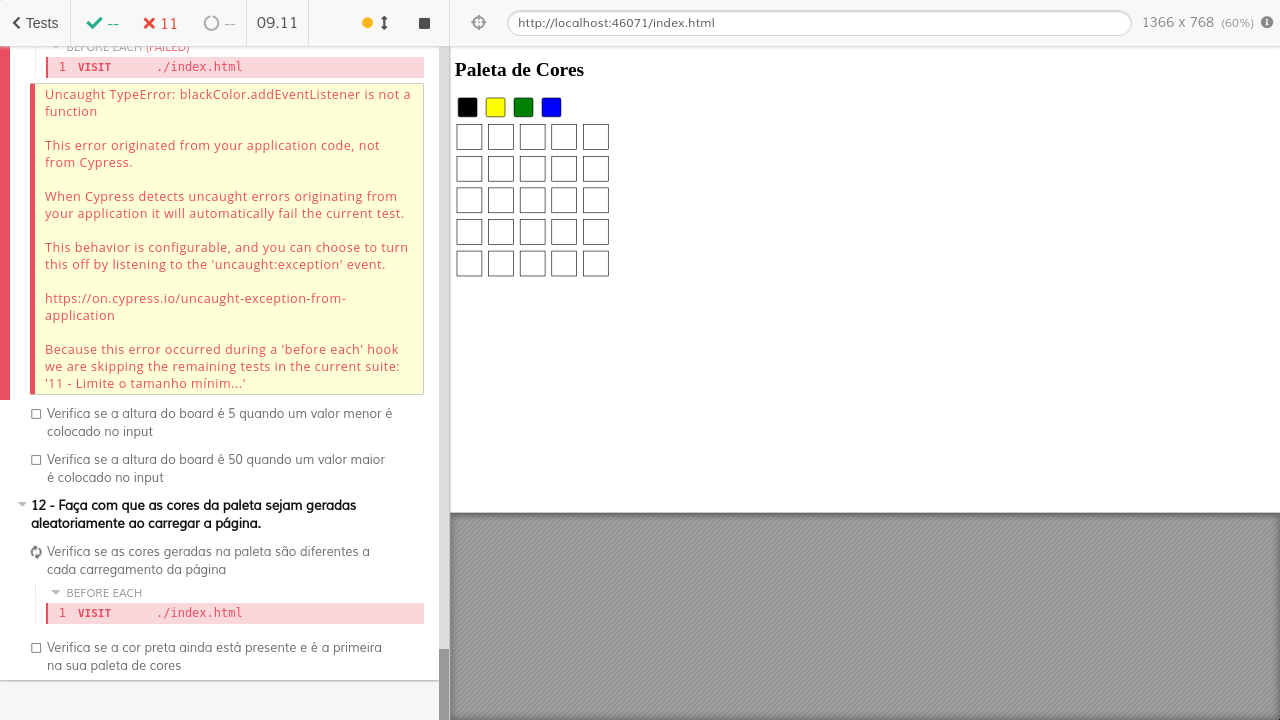 Tests
--
11
--
09.11
http://localhost:46071/index.html
1366 x 768 (60%)
BEFORE EACH (FAILED)
1 VISIT ./index.html
Uncaught TypeError: blackColor.addEventListener is not a
function
This error originated from your application code, not
from Cypress.
When Cypress detects uncaught errors originating from
your application it will automatically fail the current test.
This behavior is configurable, and you can choose to turn
this off by listening to the 'uncaught:exception' event.
https://on.cypress.io/uncaught-exception-from-
application
Because this error occurred during a 'before each' hook
we are skipping the remaining tests in the current suite:
'11 - Limite o tamanho mínim...'
Verifica se a altura do board é 5 quando um valor menor é
colocado no input
Verifica se a altura do board é 50 quando um valor maior
é colocado no input
12 - Faça com que as cores da paleta sejam geradas
aleatoriamente ao carregar a página.
Verifica se as cores geradas na paleta são diferentes a
cada carregamento da página
BEFORE EACH
1 VISIT ./index.html
Verifica se a cor preta ainda está presente e é a primeira
na sua paleta de cores
Paleta de Cores